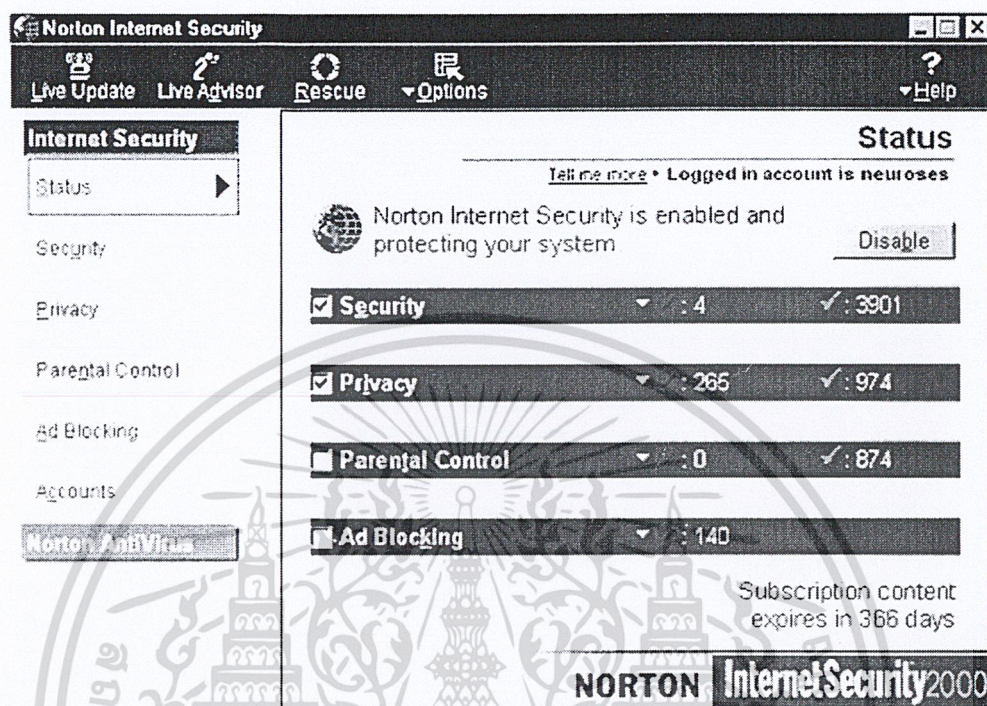 Norton Internet Security
Live Update Live Advisor Rescue Options Help
Internet Security
Status
Security
Privacy
Parental Control
Ad Blocking
Accounts
Norton AntiVirus
Status
Tell me more • Logged in account is neuroses
Norton Internet Security is enabled and
protecting your system
Disable
Security : 4 ✓ : 3901
Privacy : 265 ✓ : 974
Parental Control : 0 ✓ : 874
Ad Blocking : 140
Subscription content
expires in 366 days
NORTON InternetSecurity2000